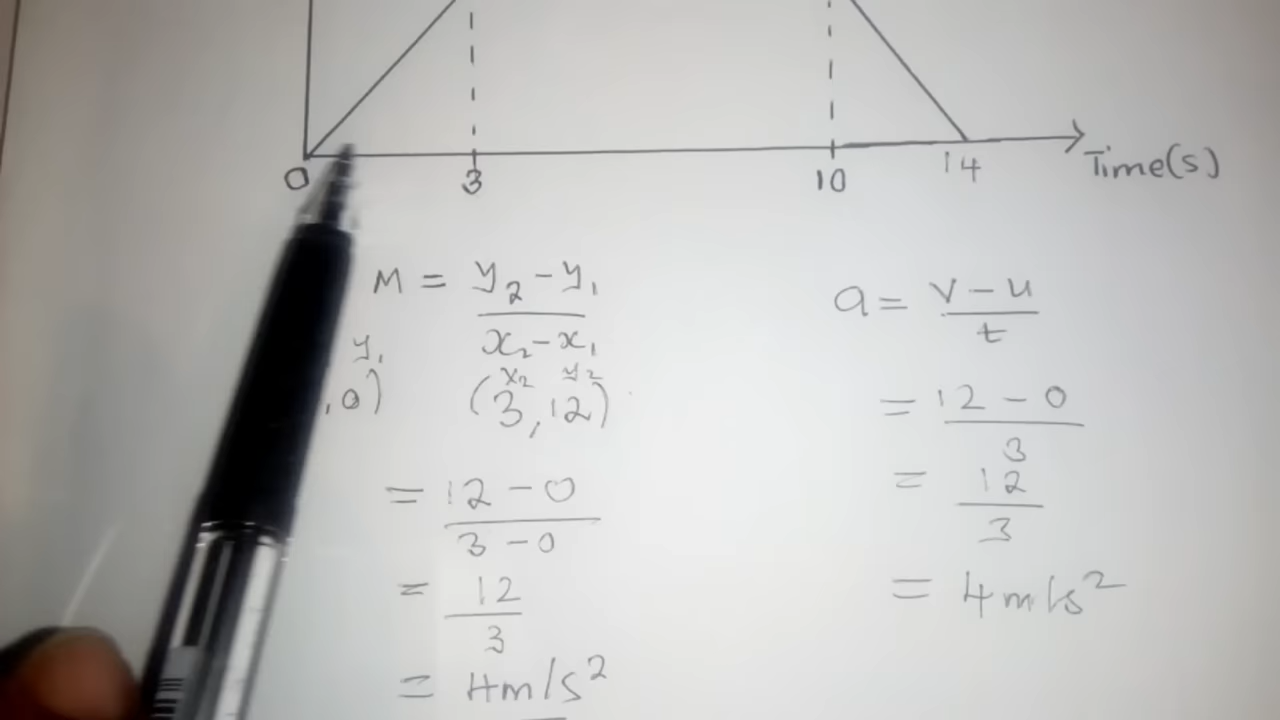 0 3 10 14 Time(s)
M = y₂ - y₁ / x₂ - x₁
y₁
, 0) (3, 12)
x₂ y₂
= 12 - 0 / 3 - 0
= 12 / 3
= 4m/s²
a = v - u / t
= 12 - 0 / 3
= 12 / 3
= 4m/s²